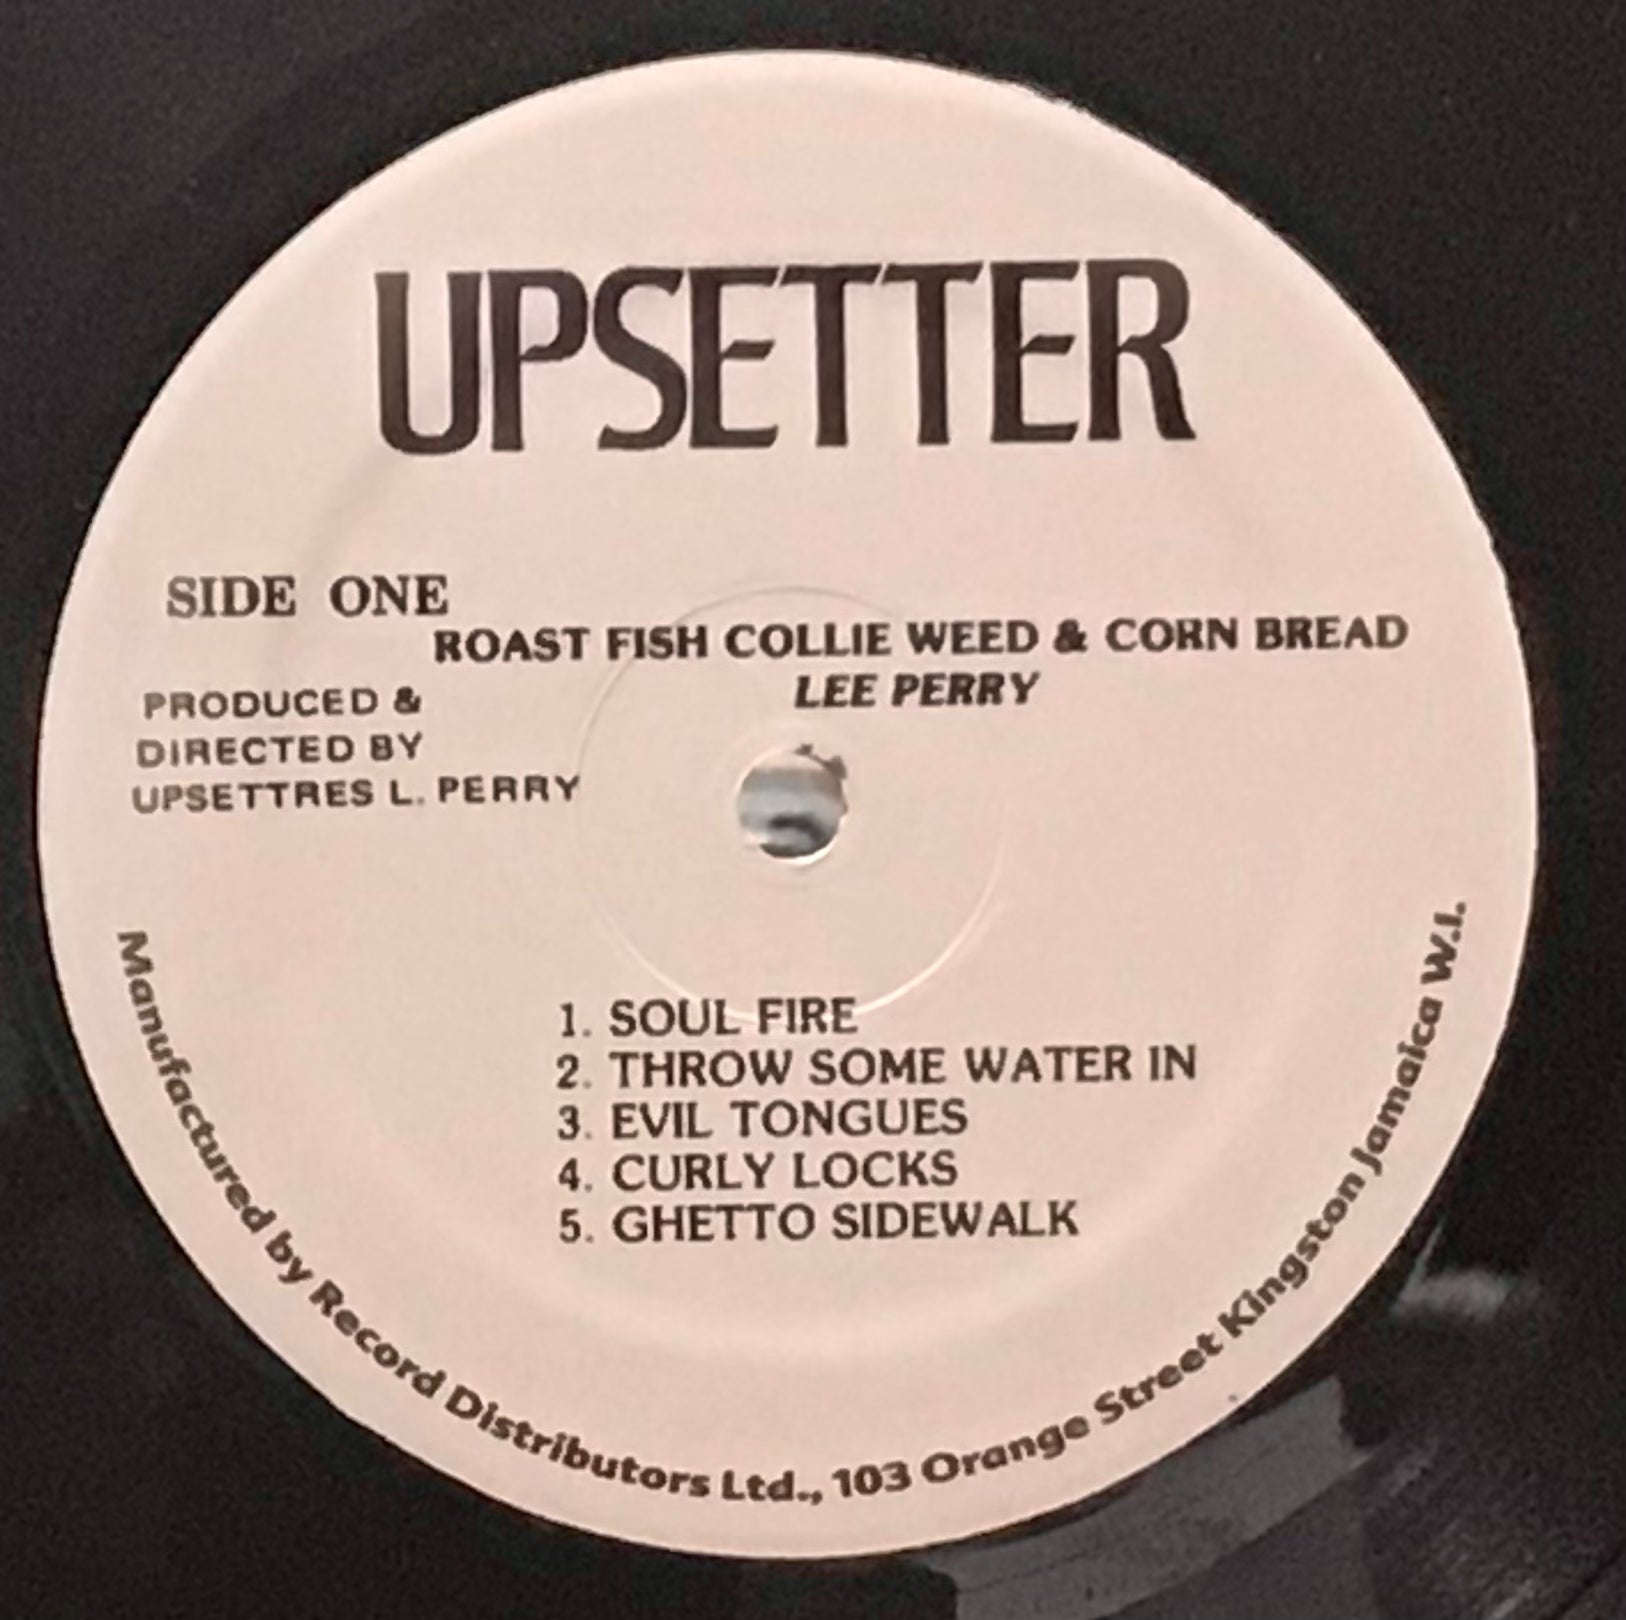 UPSETTER
SIDE ONE
ROAST FISH COLLIE WEED & CORN BREAD
LEE PERRY
PRODUCED &
DIRECTED BY
UPSETTRES L. PERRY
1. SOUL FIRE
2. THROW SOME WATER IN
3. EVIL TONGUES
4. CURLY LOCKS
5. GHETTO SIDEWALK
Manufactured by Record Distributors Ltd., 103 Orange Street Kingston Jamaica W.I.